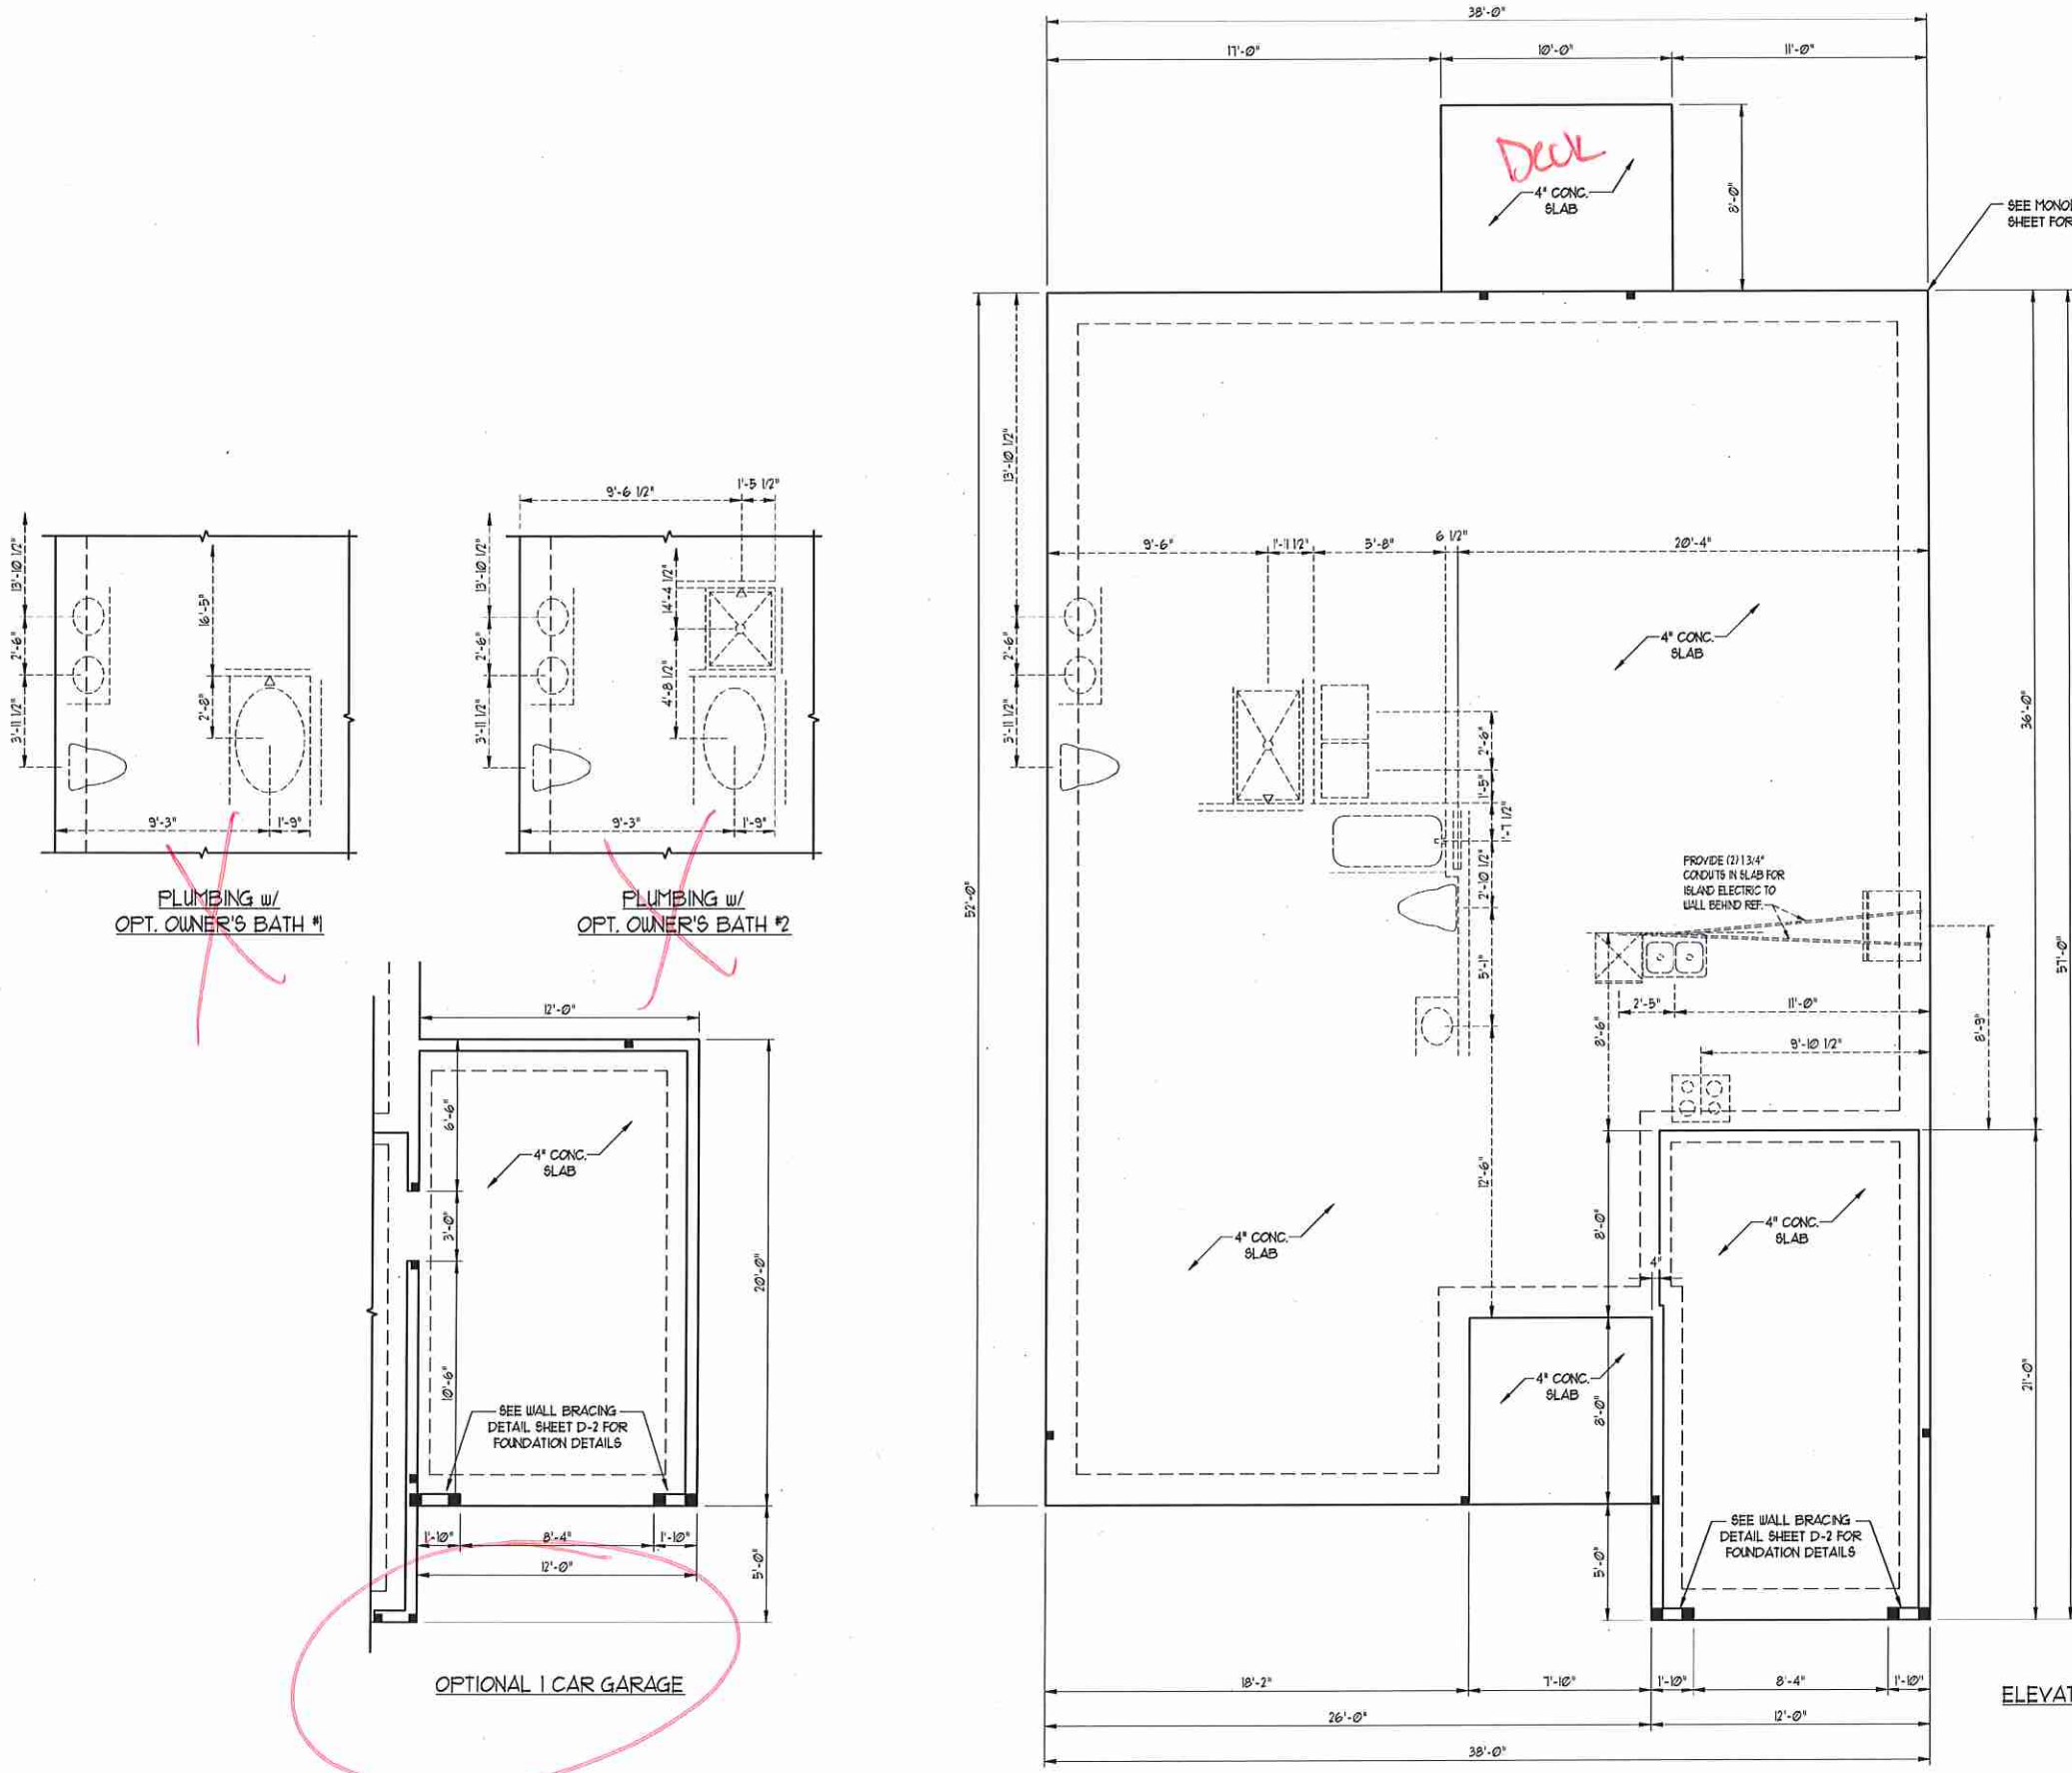 38'-0"
17'-0"
10'-0"
11'-0"
Deck
4" CONC.
SLAB
8'-0"
SHEET FOR
13'-10 1/2"
2'-6"
3'-11 1/2"
16'-5"
2'-8"
9'-3"
1'-9"
PLUMBING w/
OPT. OWNER'S BATH #1
9'-6 1/2"
1'-5 1/2"
13'-10 1/2"
2'-6"
3'-11 1/2"
14'-4 1/2"
4'-8 1/2"
9'-3"
1'-9"
PLUMBING w/
OPT. OWNER'S BATH #2
12'-0"
6'-6"
3'-0"
10'-6"
20'-0"
5'-0"
4" CONC.
SLAB
SEE WALL BRACING
DETAIL SHEET D-2 FOR
FOUNDATION DETAILS
1'-10"
8'-4"
1'-10"
12'-0"
OPTIONAL 1 CAR GARAGE
52'-0"
13'-10 1/2"
2'-6"
3'-11 1/2"
9'-6"
1'-11 1/2"
5'-8"
6 1/2"
20'-4"
4" CONC.
SLAB
2'-6"
1'-5"
1'-7 1/2"
2'-10 1/2"
5'-1"
12'-6"
PROVIDE (2) 1 3/4"
CONDUTS IN SLAB FOR
ISLAND ELECTRIC TO
WALL BEHIND REF.
2'-5"
11'-0"
8'-6"
9'-10 1/2"
8'-9"
36'-0"
57'-0"
21'-0"
4" CONC.
SLAB
8'-0"
4"
4" CONC.
SLAB
4" CONC.
SLAB
8'-0"
5'-0"
SEE WALL BRACING
DETAIL SHEET D-2 FOR
FOUNDATION DETAILS
18'-2"
7'-10"
1'-10"
8'-4"
1'-10"
26'-0"
12'-0"
38'-0"